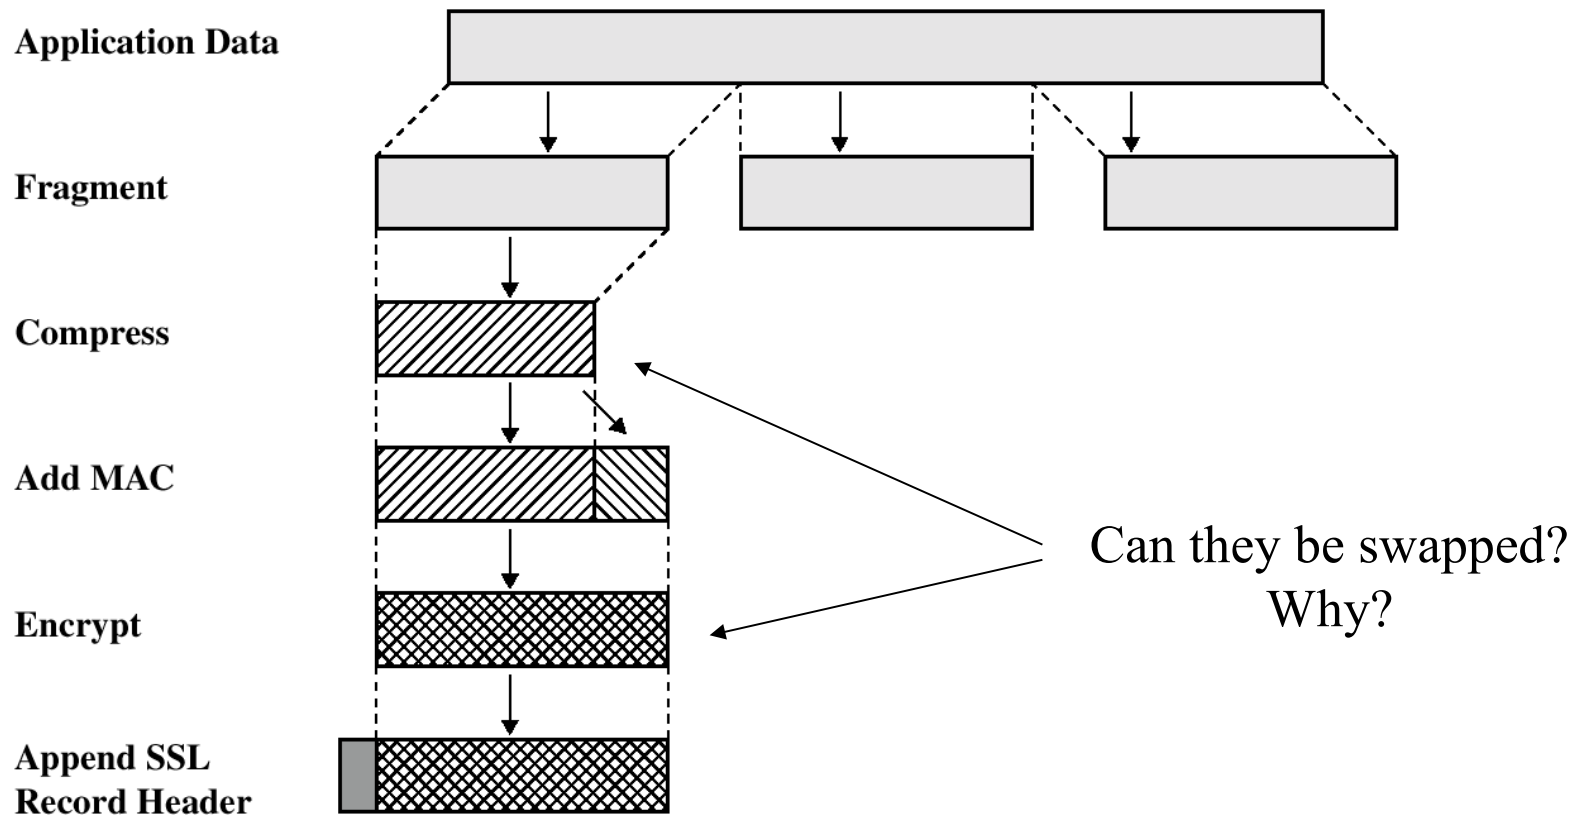 Application Data
Fragment
Compress
Add MAC
Can they be swapped?
Why?
Encrypt
Append SSL
Record Header